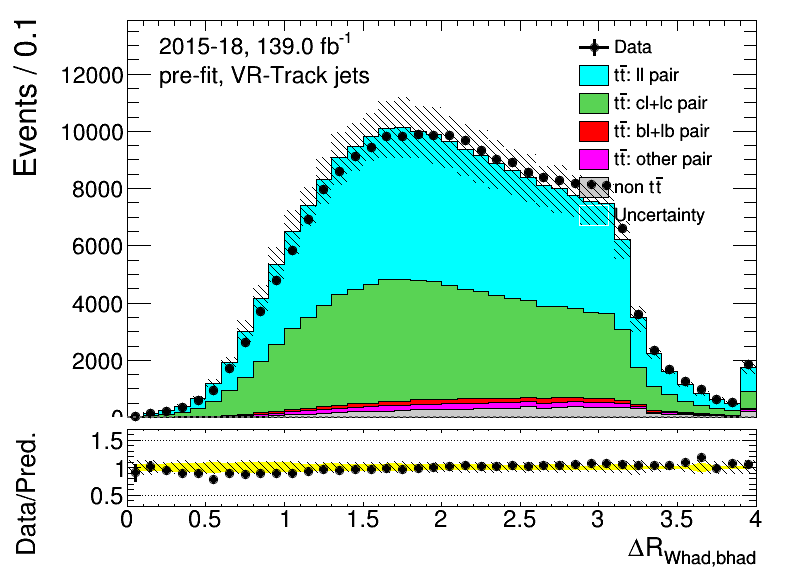 2015-18, 139.0 fb⁻¹
pre-fit, VR-Track jets
Data
tt̄: ll pair
tt̄: cl+lc pair
tt̄: bl+lb pair
tt̄: other pair
non tt̄
Uncertainty
Events / 0.1
12000
10000
8000
6000
4000
2000
0
Data/Pred.
1.5
1
0.5
0 0.5 1 1.5 2 2.5 3 3.5 4
ΔR_Whad,bhad